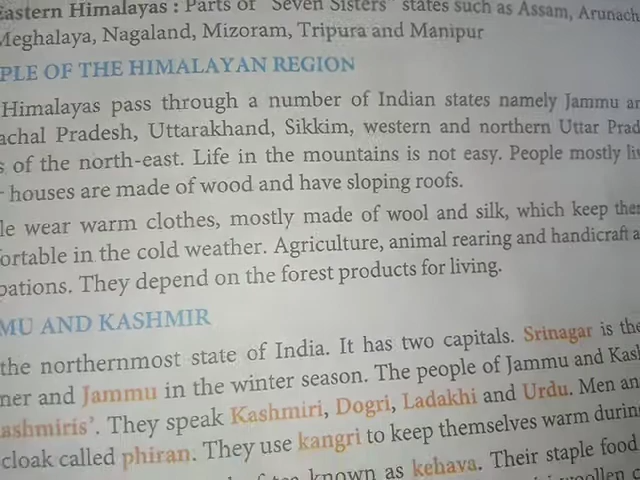 Eastern Himalayas : Parts of "Seven Sisters" states such as Assam, Arunach
Meghalaya, Nagaland, Mizoram, Tripura and Manipur
PLE OF THE HIMALAYAN REGION
Himalayas pass through a number of Indian states namely Jammu an
achal Pradesh, Uttarakhand, Sikkim, western and northern Uttar Prad
s of the north-east. Life in the mountains is not easy. People mostly liv
r houses are made of wood and have sloping roofs.
le wear warm clothes, mostly made of wool and silk, which keep them
ortable in the cold weather. Agriculture, animal rearing and handicraft a
pations. They depend on the forest products for living.
MU AND KASHMIR
the northernmost state of India. It has two capitals. Srinagar is the
ner and Jammu in the winter season. The people of Jammu and Kash
ashmiris'. They speak Kashmiri, Dogri, Ladakhi and Urdu. Men an
cloak called phiran. They use kangri to keep themselves warm durin
known as kehava. Their staple food
woollen c